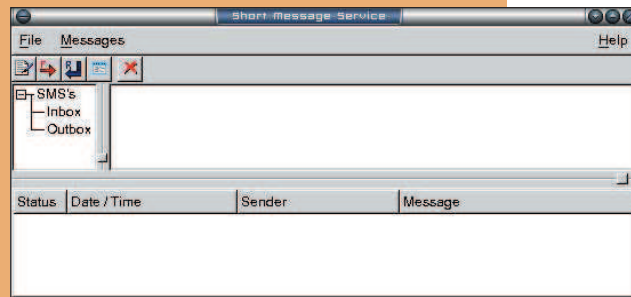 Short Message Service
File Messages Help
SMS's
Inbox
Outbox
Status Date / Time Sender Message